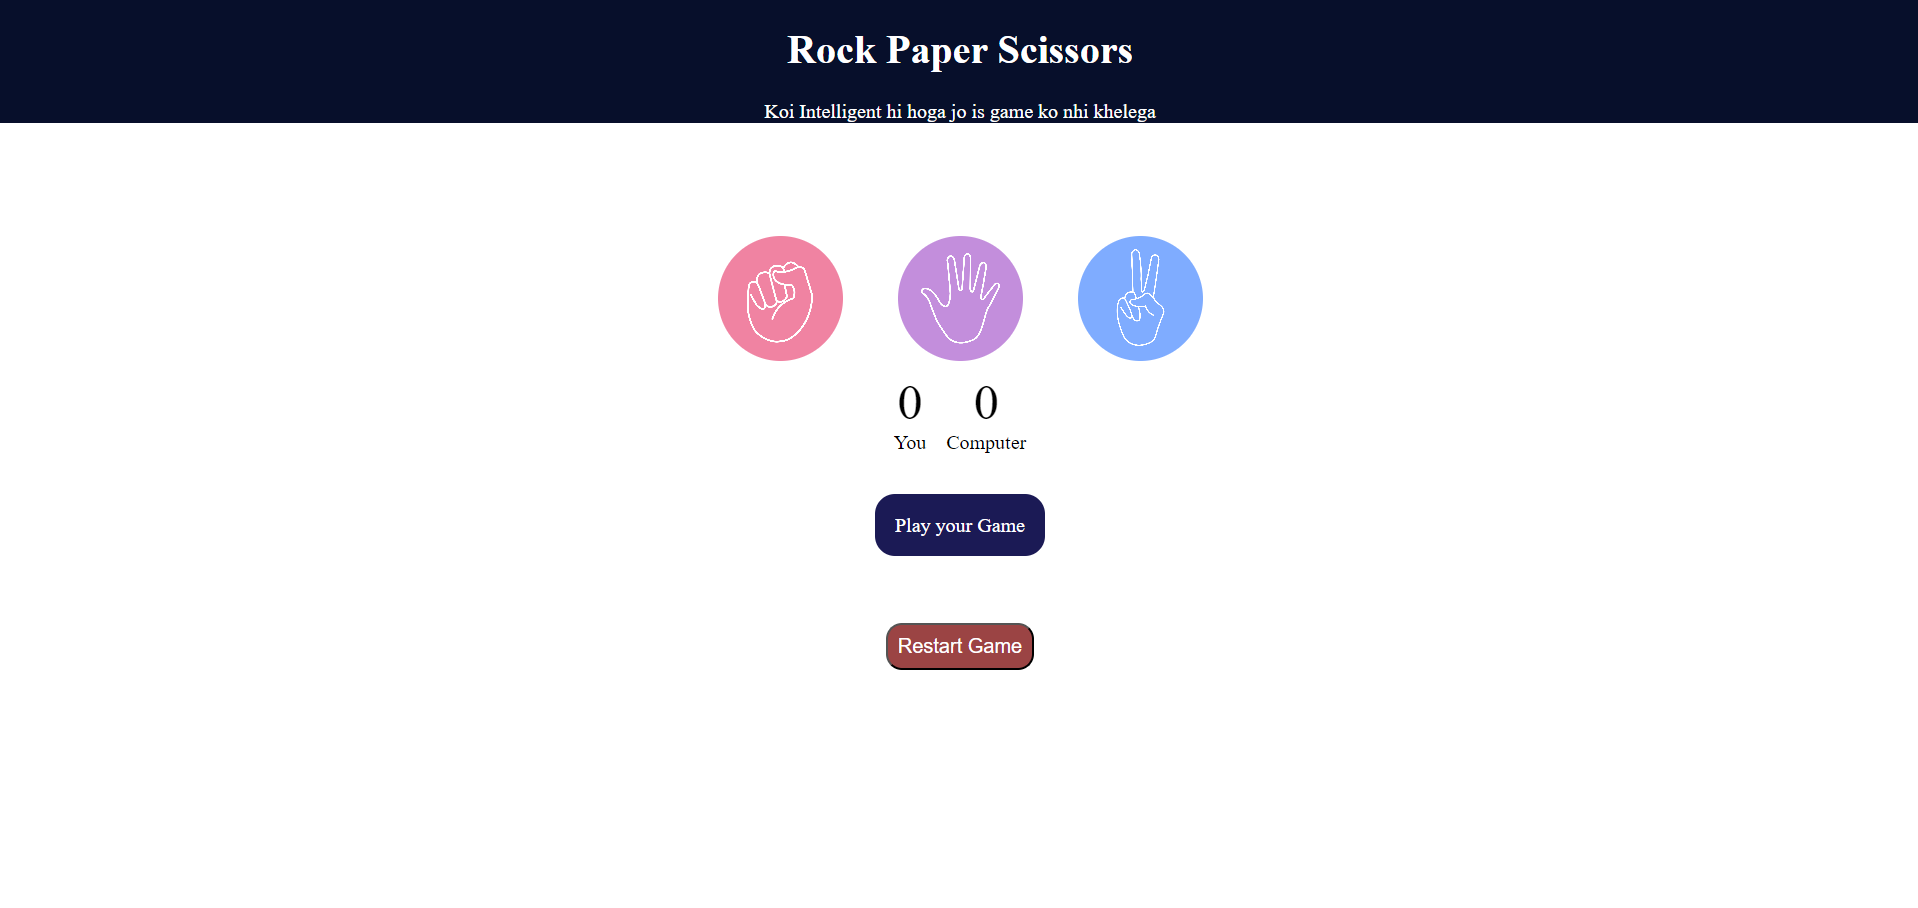 Rock Paper Scissors
Koi Intelligent hi hoga jo is game ko nhi khelega
0 0
You Computer
Play your Game
Restart Game